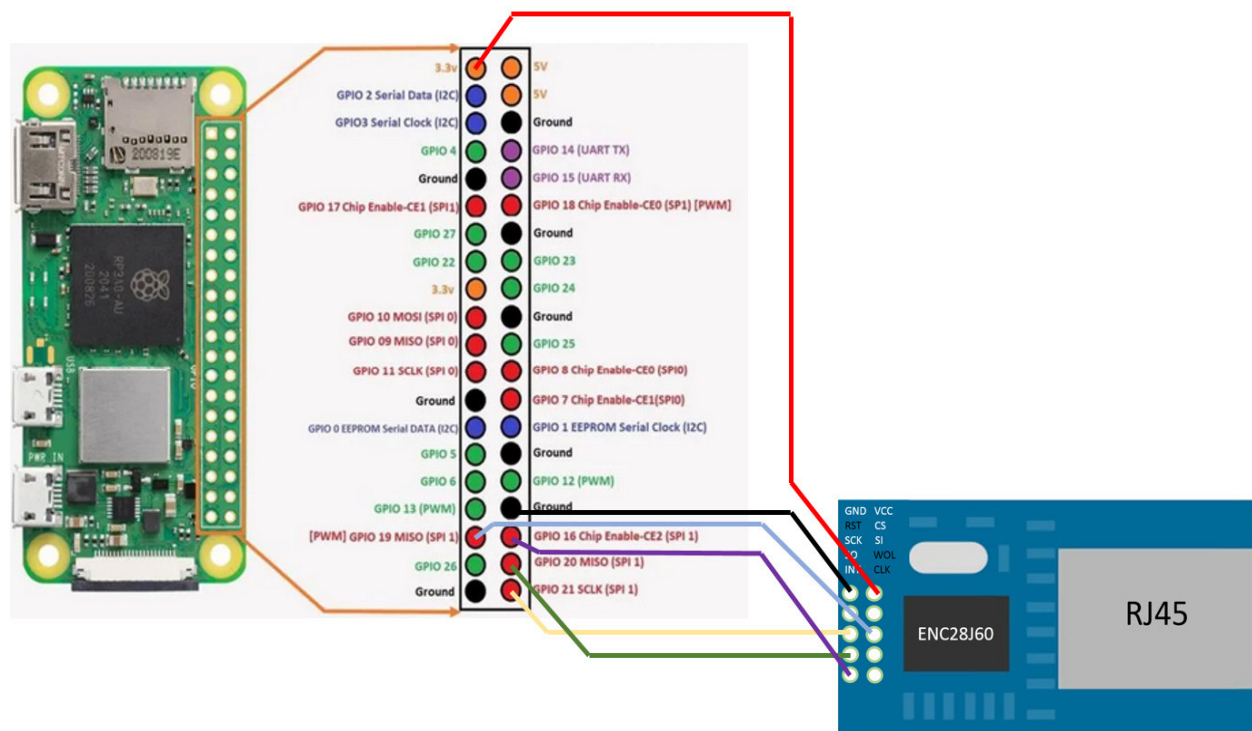 3.3v 5V
GPIO 2 Serial Data (I2C) 5V
GPIO3 Serial Clock (I2C) Ground
GPIO 4 GPIO 14 (UART TX)
Ground GPIO 15 (UART RX)
GPIO 17 Chip Enable-CE1 (SPI1) GPIO 18 Chip Enable-CE0 (SP1) [PWM]
GPIO 27 Ground
GPIO 22 GPIO 23
3.3v GPIO 24
GPIO 10 MOSI (SPI 0) Ground
GPIO 09 MISO (SPI 0) GPIO 25
GPIO 11 SCLK (SPI 0) GPIO 8 Chip Enable-CE0 (SPI0)
Ground GPIO 7 Chip Enable-CE1(SPI0)
GPIO 0 EEPROM Serial DATA (I2C) GPIO 1 EEPROM Serial Clock (I2C)
GPIO 5 Ground
GPIO 6 GPIO 12 (PWM)
GPIO 13 (PWM) Ground
[PWM] GPIO 19 MISO (SPI 1) GPIO 16 Chip Enable-CE2 (SPI 1)
GPIO 26 GPIO 20 MISO (SPI 1)
Ground GPIO 21 SCLK (SPI 1)
200819E
RP3A0-AU
2041
200826
USB
GPIO
PWR IN
GND VCC
RST CS
SCK SI
WOL
CLK
ENC28J60
RJ45